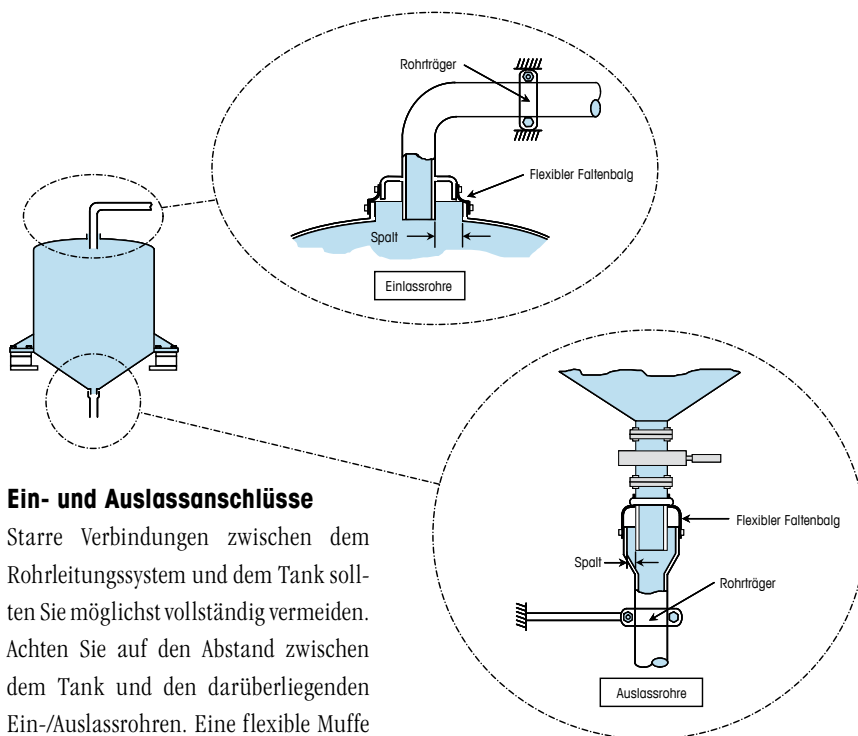 Rohrträger
Flexibler Faltenbalg
Spalt
Einlassrohre
Flexibler Faltenbalg
Spalt
Rohrträger
Auslassrohre
Ein- und Auslassanschlüsse
Starre Verbindungen zwischen dem
Rohrleitungssystem und dem Tank soll-
ten Sie möglichst vollständig vermeiden.
Achten Sie auf den Abstand zwischen
dem Tank und den darüberliegenden
Ein-/Auslassrohren. Eine flexible Muffe